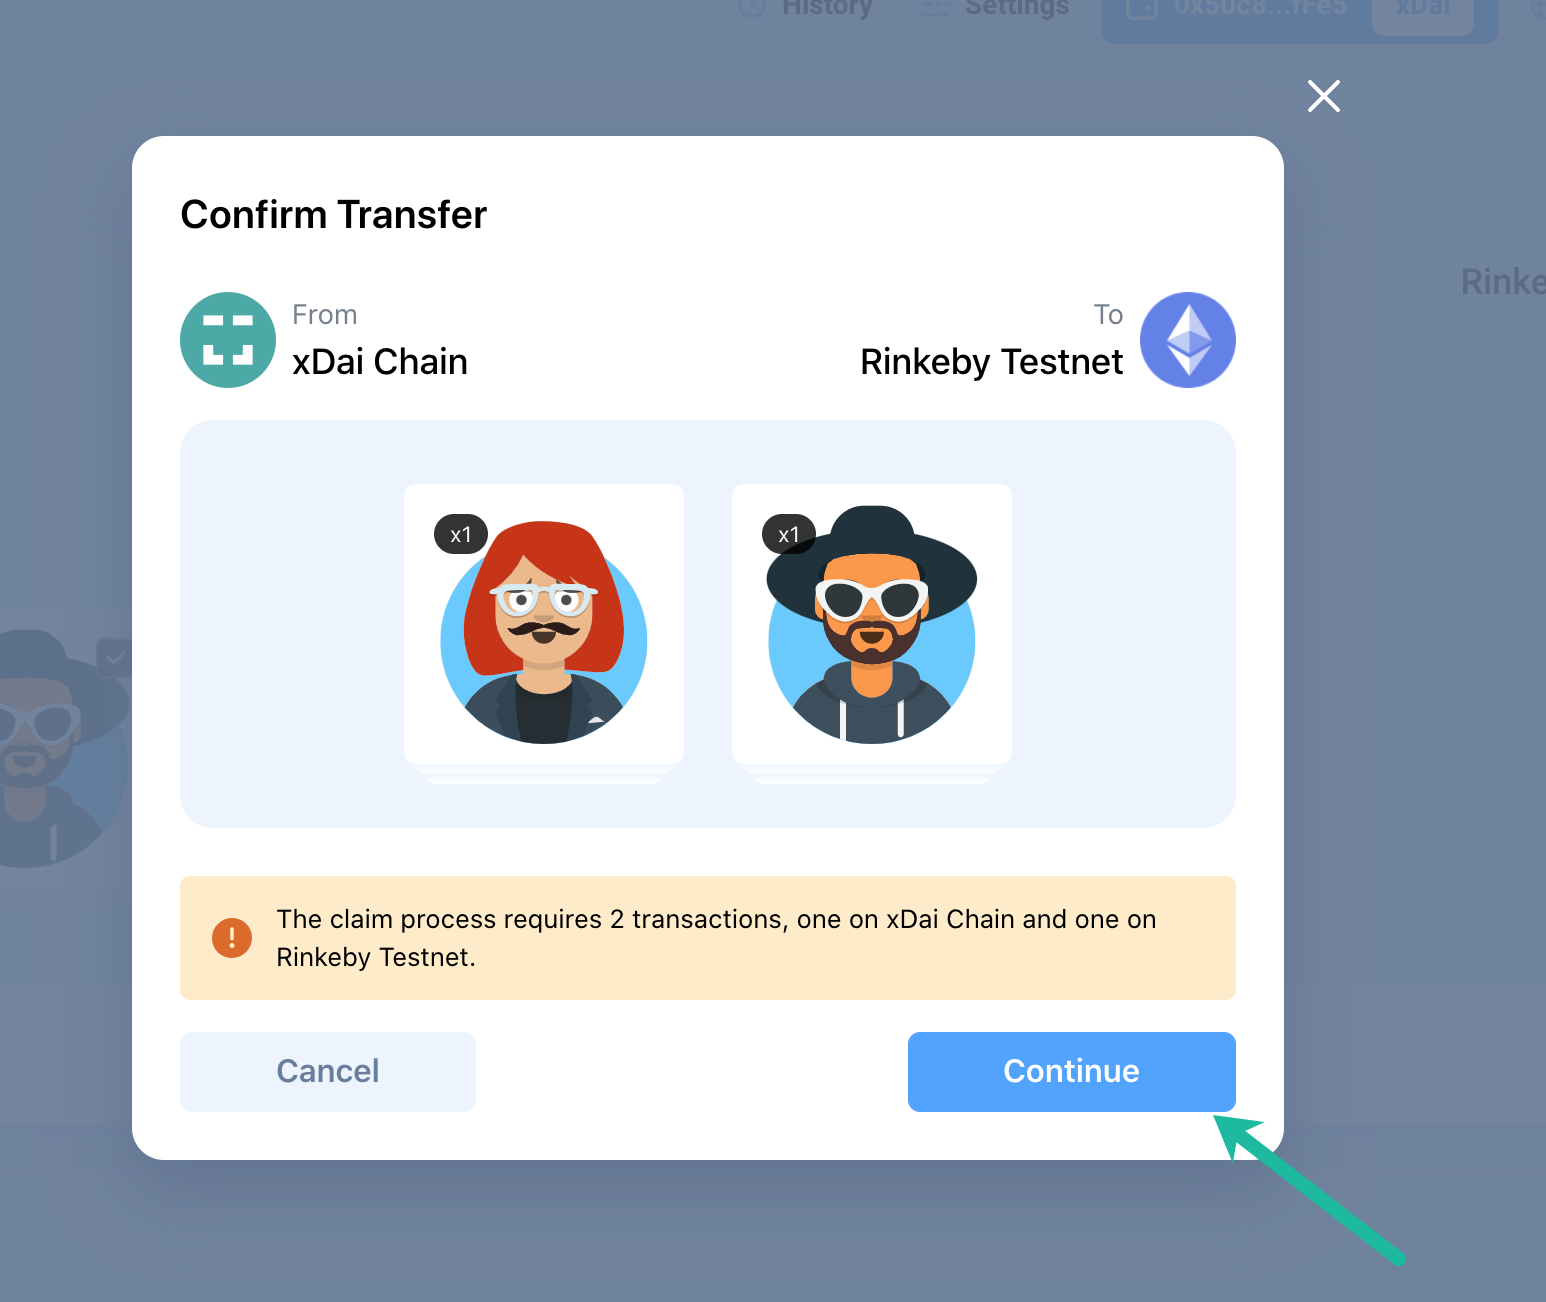 History
Settings
0x50c8...fFe5
xDai
Confirm Transfer
From
xDai Chain
To
Rinkeby Testnet
Rinke
x1
x1
The claim process requires 2 transactions, one on xDai Chain and one on
Rinkeby Testnet.
Cancel
Continue